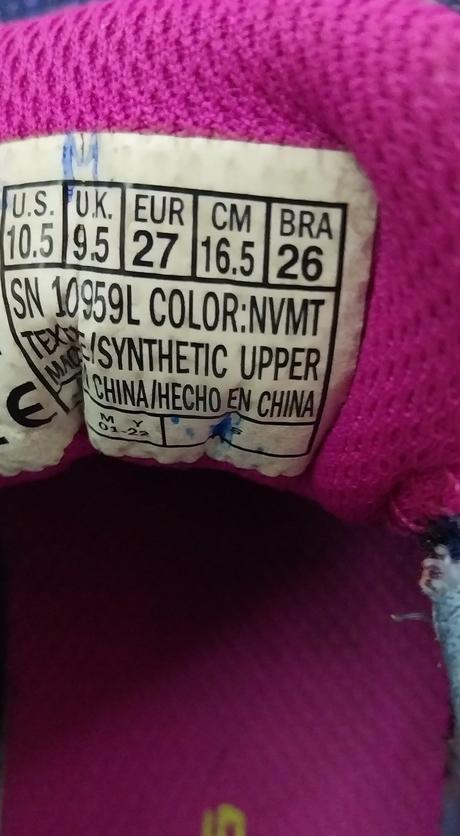 U.S. U.K. EUR CM BRA
10.5 9.5 27 16.5 26
SN 10959L COLOR:NVMT
/SYNTHETIC UPPER
CHINA/HECHO EN CHINA
M Y
01-22
CE